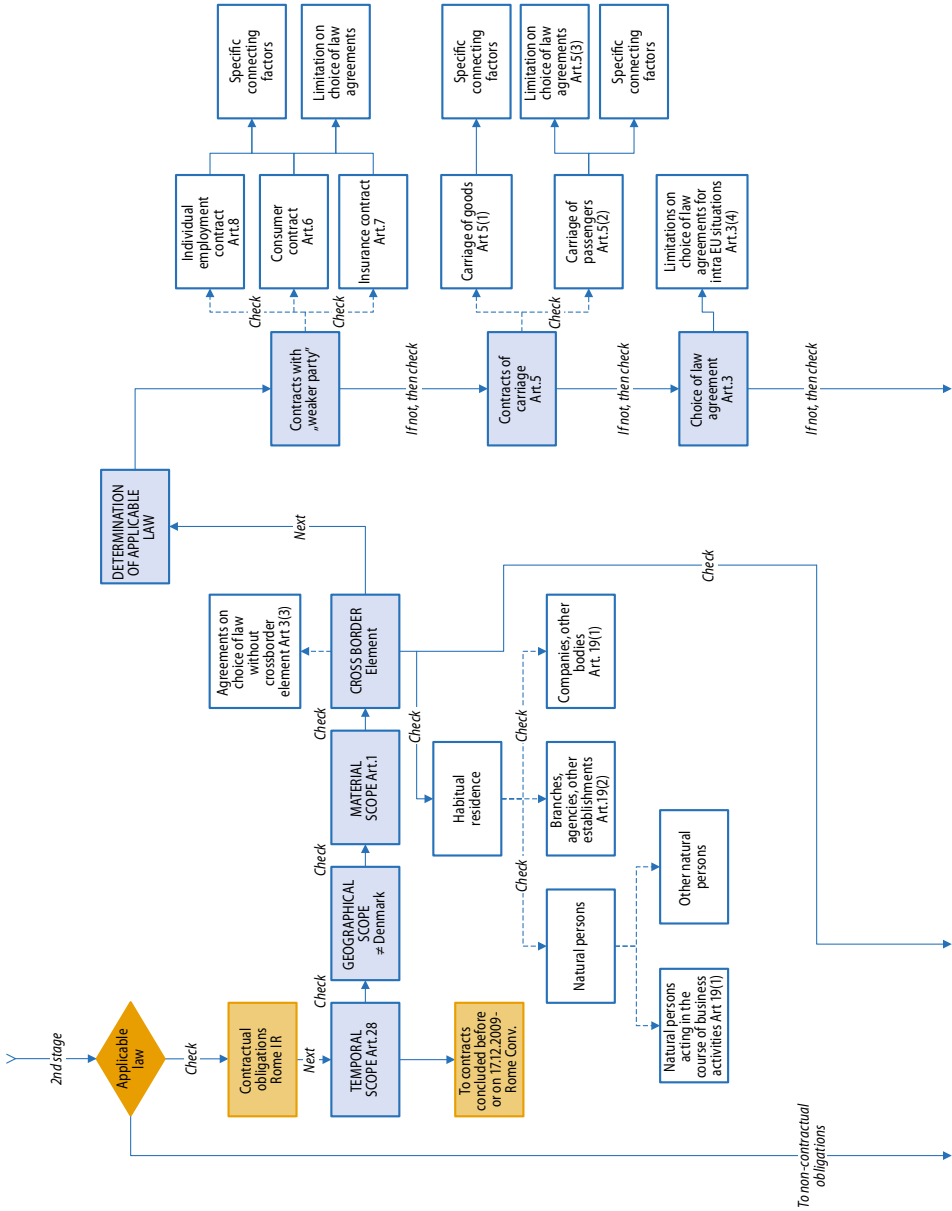 2nd stage
Applicable
law
Check
Contractual
obligations
Rome IR
Next
TEMPORAL
SCOPE Art.28
To contracts
concluded before
or on 17.12.2009-
Rome Conv.
Check
GEOGRAPHICAL
SCOPE
≠ Denmark
Check
MATERIAL
SCOPE Art.1
Check
CROSS BORDER
Element
Agreements on
choice of law
without
crossborder
element Art 3(3)
Check
Habitual
residence
Check
Check
Natural persons
Branches,
agencies, other
establishments
Art.19(2)
Companies, other
bodies
Art. 19(1)
Natural persons
acting in the
course of business
activities Art 19(1)
Other natural
persons
Check
To non-contractual
obligations
Next
DETERMINATION
OF APPLICABLE
LAW
Contracts with
„weaker party”
Check
Check
Individual
employment
contract
Art.8
Consumer
contract
Art.6
Insurance contract
Art.7
Specific
connecting
factors
Limitation on
choice of law
agreements
If not, then check
Contracts of
carriage
Art.5
Check
Carriage of goods
Art 5(1)
Carriage of
passengers
Art.5(2)
Specific
connecting
factors
Limitation on
choice of law
agreements
Art.5(3)
Specific
connecting
factors
If not, then check
Choice of law
agreement
Art.3
Limitations on
choice of law
agreements for
intra EU situations
Art.3(4)
If not, then check